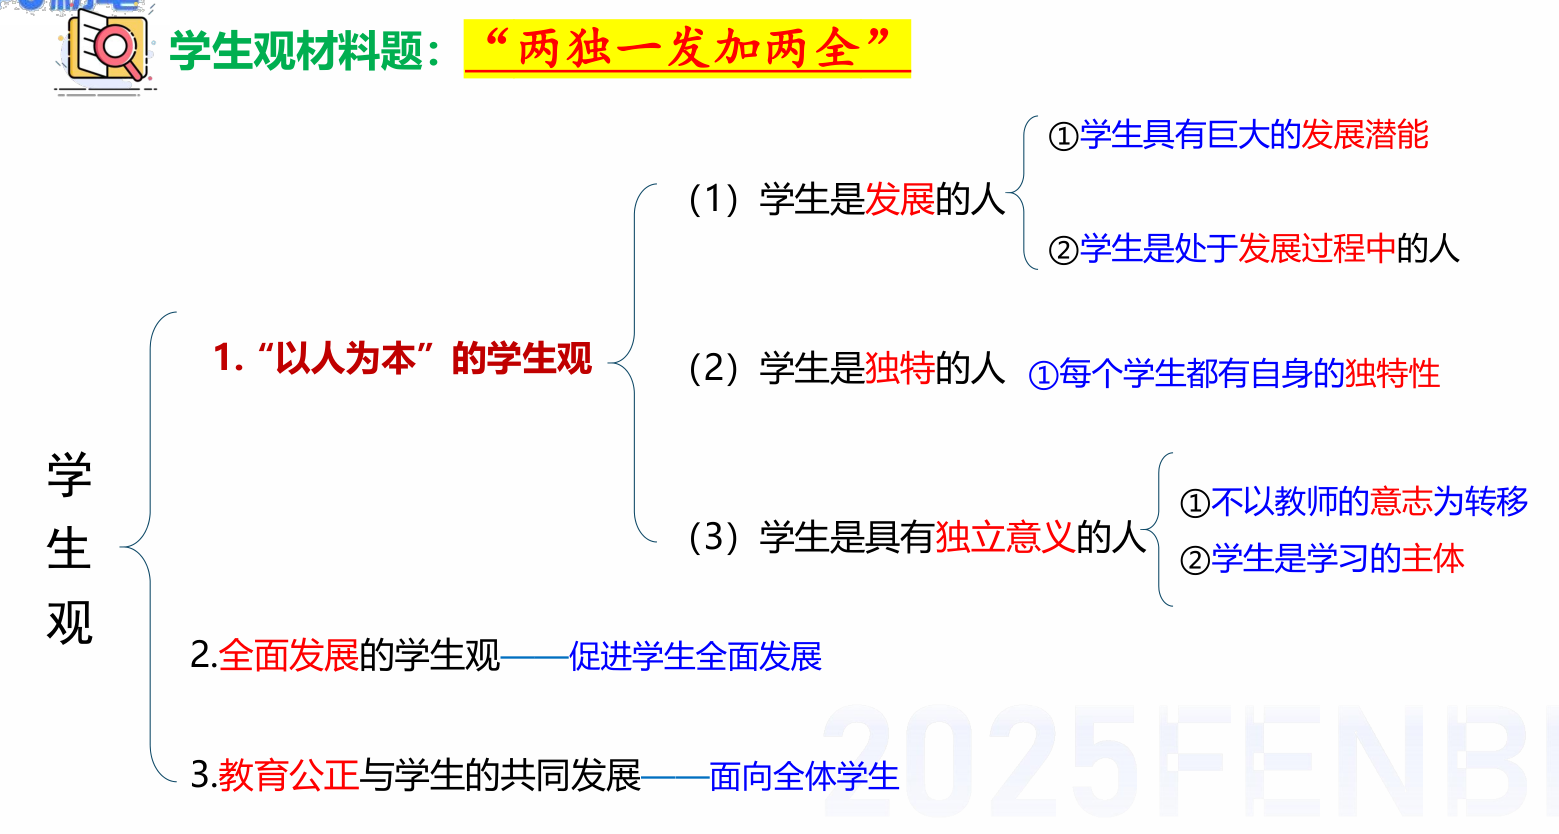 学生观材料题：“两独一发加两全”
①学生具有巨大的发展潜能
（1）学生是发展的人
②学生是处于发展过程中的人
1.“以人为本”的学生观
（2）学生是独特的人 ①每个学生都有自身的独特性
学生观
①不以教师的意志为转移
（3）学生是具有独立意义的人
②学生是学习的主体
2.全面发展的学生观——促进学生全面发展
3.教育公正与学生的共同发展——面向全体学生
2025FENBI